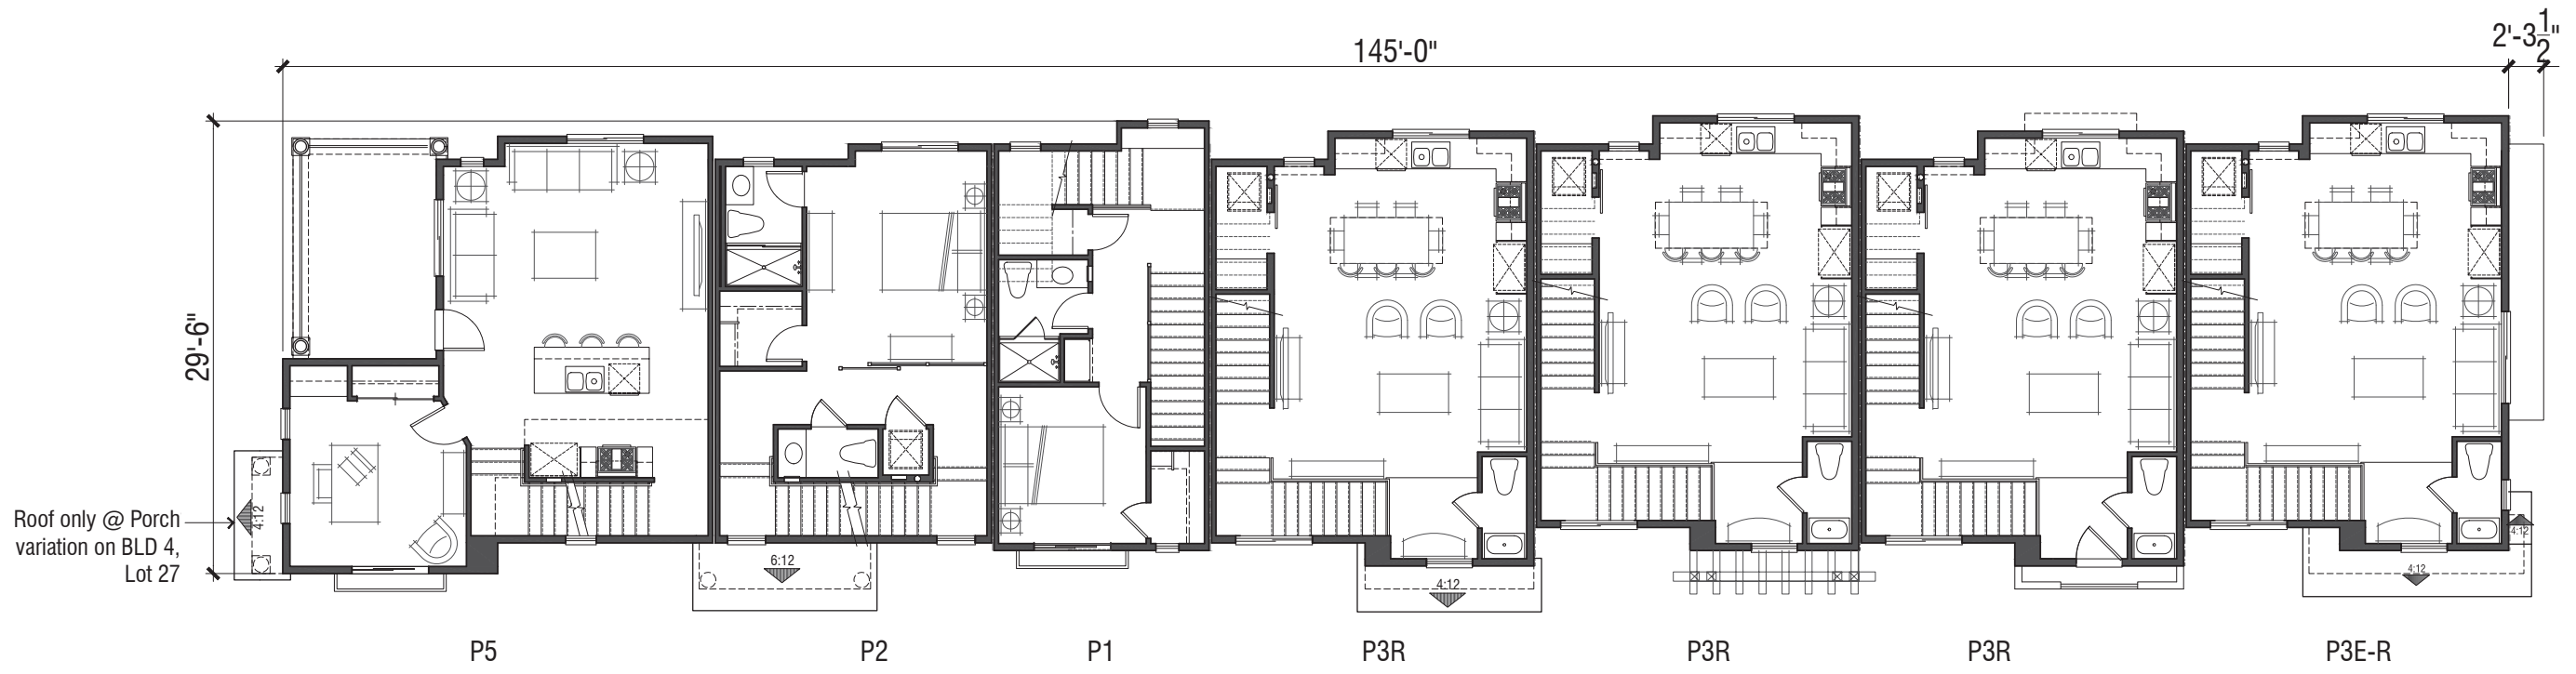 2'-3 1/2"
145'-0"
29'-6"
4:12
Roof only @ Porch
variation on BLD 4,
Lot 27
6:12
4:12
4:12
4:12
P5 P2 P1 P3R P3R P3R P3E-R